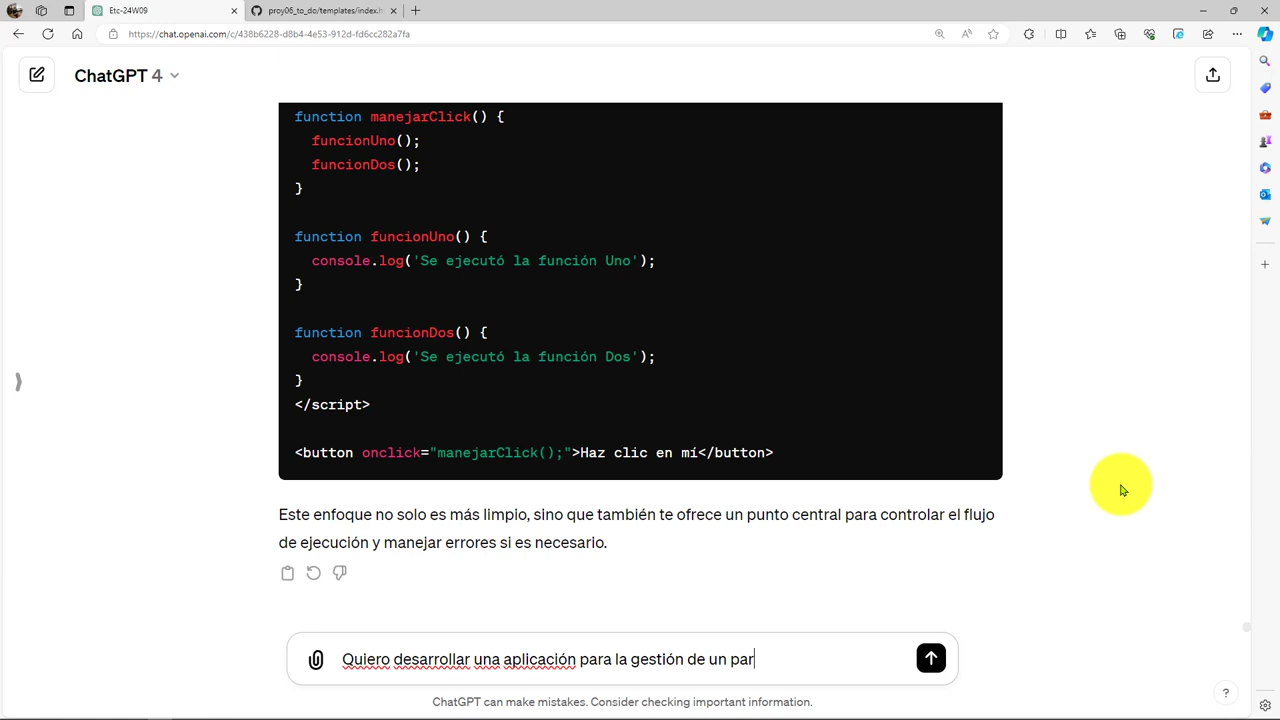 Etc-24W09
proy06_to_do/templates/index.h
https://chat.openai.com/c/438b6228-d8b4-4e53-912d-fd6cc282a7fa
ChatGPT 4
function manejarClick() {
funcionUno();
funcionDos();
}
function funcionUno() {
console.log('Se ejecutó la función Uno');
}
function funcionDos() {
console.log('Se ejecutó la función Dos');
}
</script>
<button onclick="manejarClick();">Haz clic en mí</button>
Este enfoque no solo es más limpio, sino que también te ofrece un punto central para controlar el flujo
de ejecución y manejar errores si es necesario.
Quiero desarrollar una aplicación para la gestión de un par
ChatGPT can make mistakes. Consider checking important information.
?